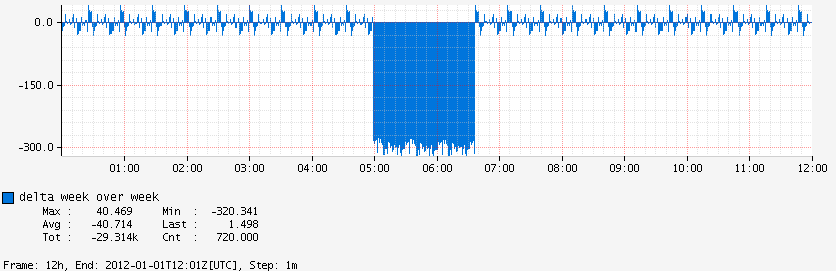 0.0
-150.0
-300.0
01:00 02:00 03:00 04:00 05:00 06:00 07:00 08:00 09:00 10:00 11:00 12:00
delta week over week
Max : 40.469 Min : -320.341
Avg : -40.714 Last : 1.498
Tot : -29.314k Cnt : 720.000
Frame: 12h, End: 2012-01-01T12:01Z[UTC], Step: 1m